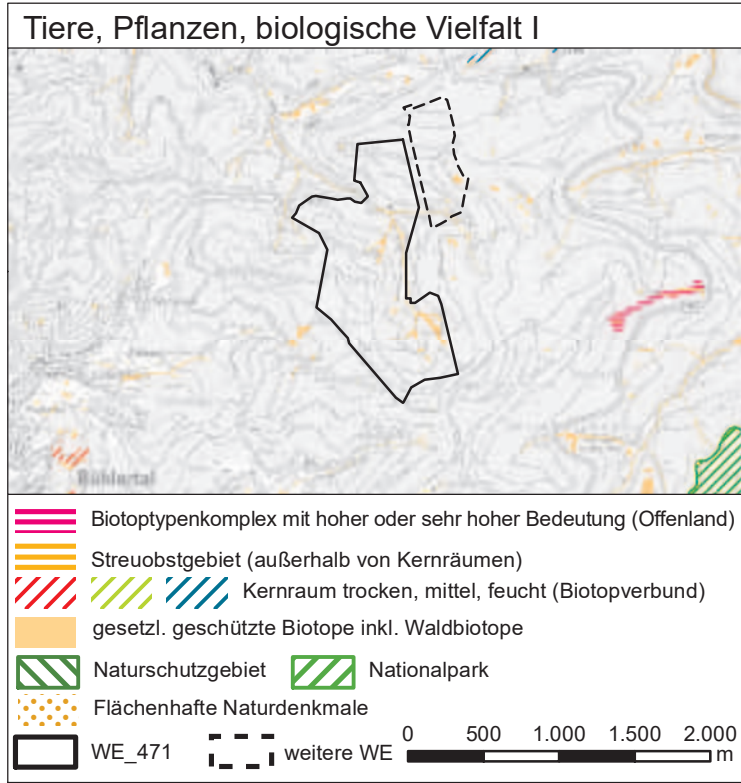 Tiere, Pflanzen, biologische Vielfalt I
Bühlertal
Biotoptypenkomplex mit hoher oder sehr hoher Bedeutung (Offenland)
Streuobstgebiet (außerhalb von Kernräumen)
Kernraum trocken, mittel, feucht (Biotopverbund)
gesetzl. geschützte Biotope inkl. Waldbiotope
Naturschutzgebiet Nationalpark
Flächenhafte Naturdenkmale
WE_471 weitere WE 0 500 1.000 1.500 2.000 m